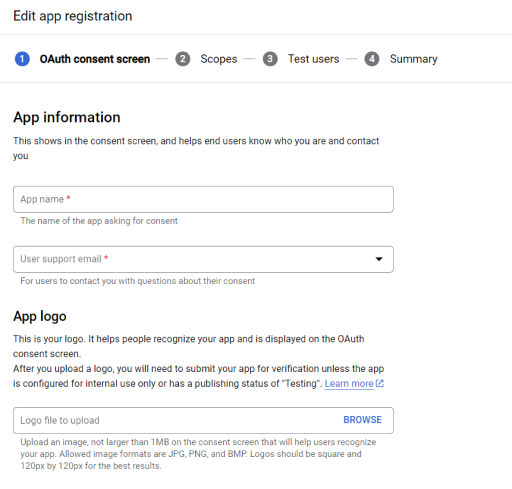 Edit app registration
1 OAuth consent screen — 2 Scopes — 3 Test users — 4 Summary
App information
This shows in the consent screen, and helps end users know who you are and contact
you
App name *
The name of the app asking for consent
User support email *
For users to contact you with questions about their consent
App logo
This is your logo. It helps people recognize your app and is displayed on the OAuth
consent screen.
After you upload a logo, you will need to submit your app for verification unless the app
is configured for internal use only or has a publishing status of "Testing". Learn more
Logo file to upload BROWSE
Upload an image, not larger than 1MB on the consent screen that will help users recognize
your app. Allowed image formats are JPG, PNG, and BMP. Logos should be square and
120px by 120px for the best results.